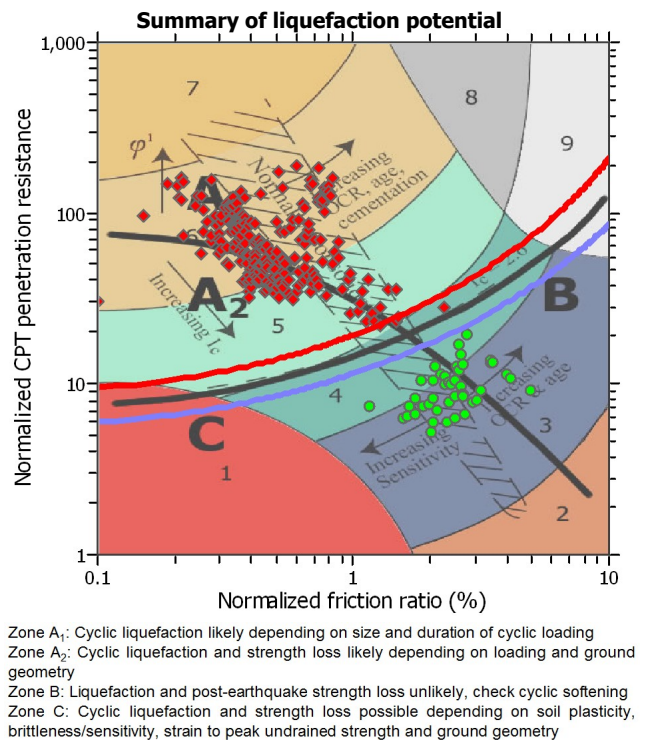 Summary of liquefaction potential
Normalized CPT penetration resistance
1,000
100
10
1
7
8
9
φ'
A
Increasing
OCR, age,
cementation
6
Increasing Ic
A2
5
Ic = 2.6
B
4
Increasing
OCR & age
C
Increasing
Sensitivity
3
1
2
0.1
1
10
Normalized friction ratio (%)
Zone A1: Cyclic liquefaction likely depending on size and duration of cyclic loading
Zone A2: Cyclic liquefaction and strength loss likely depending on loading and ground
geometry
Zone B: Liquefaction and post-earthquake strength loss unlikely, check cyclic softening
Zone C: Cyclic liquefaction and strength loss possible depending on soil plasticity,
brittleness/sensitivity, strain to peak undrained strength and ground geometry